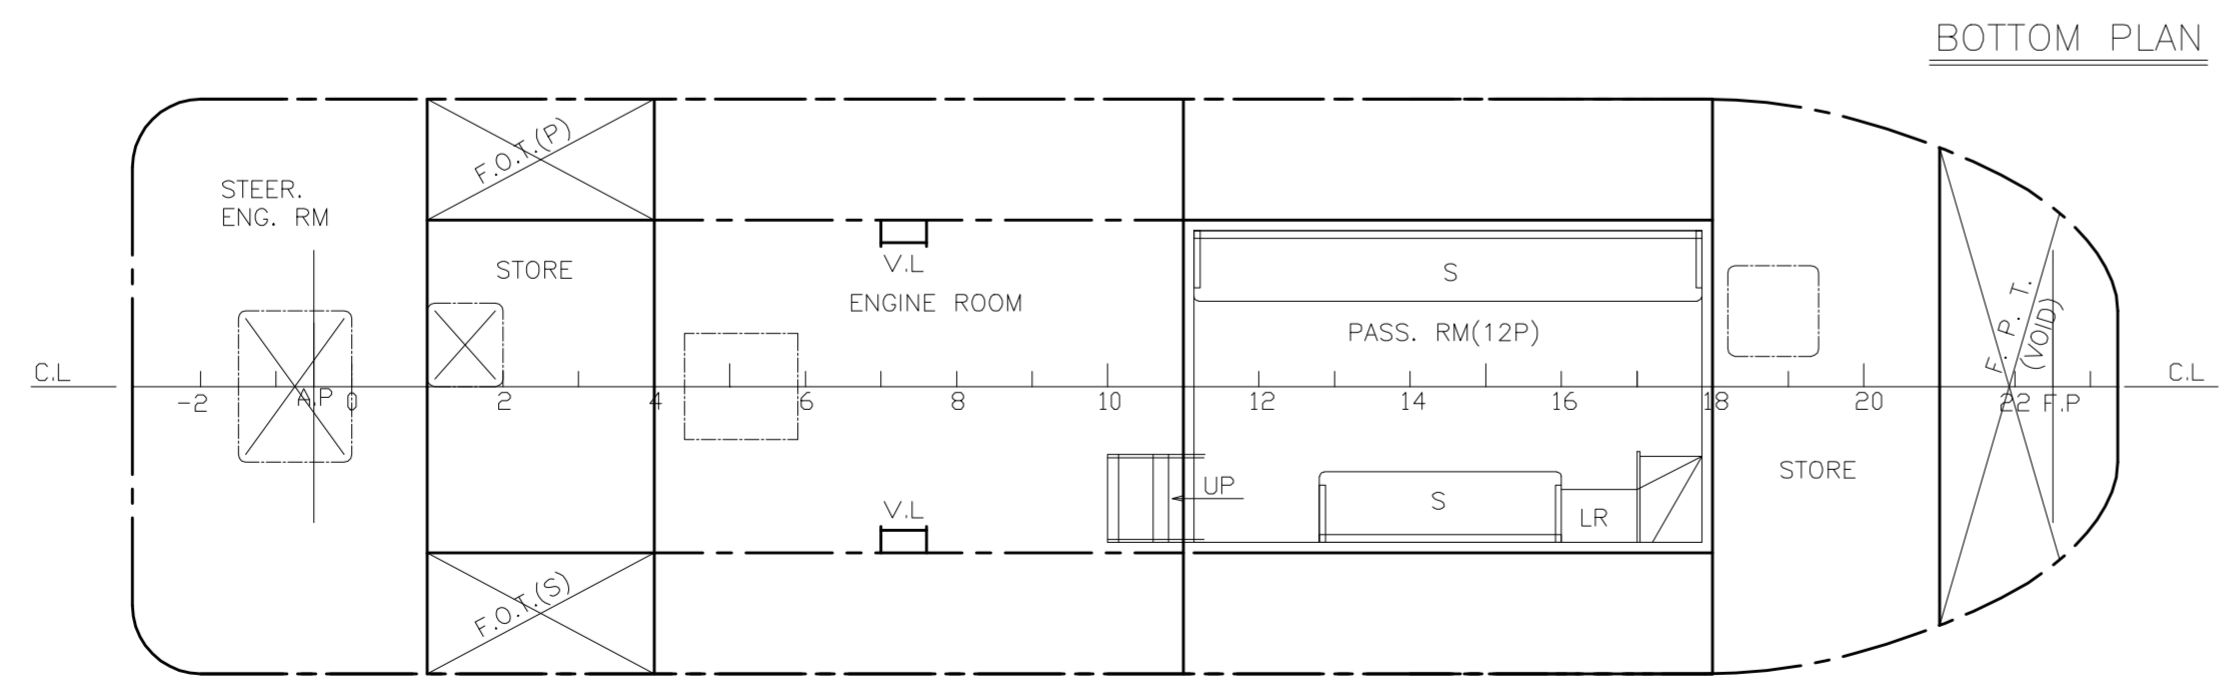 BOTTOM PLAN
F.O.T.(P)
STEER.
ENG. RM
STORE
V.L
ENGINE ROOM
S
PASS. RM(12P)
F. P. T.
(VOID)
C.L
C.L
-2
A.P
0
2
4
6
8
10
12
14
16
18
20
22
F.P
STORE
UP
S
LR
V.L
F.O.T.(S)